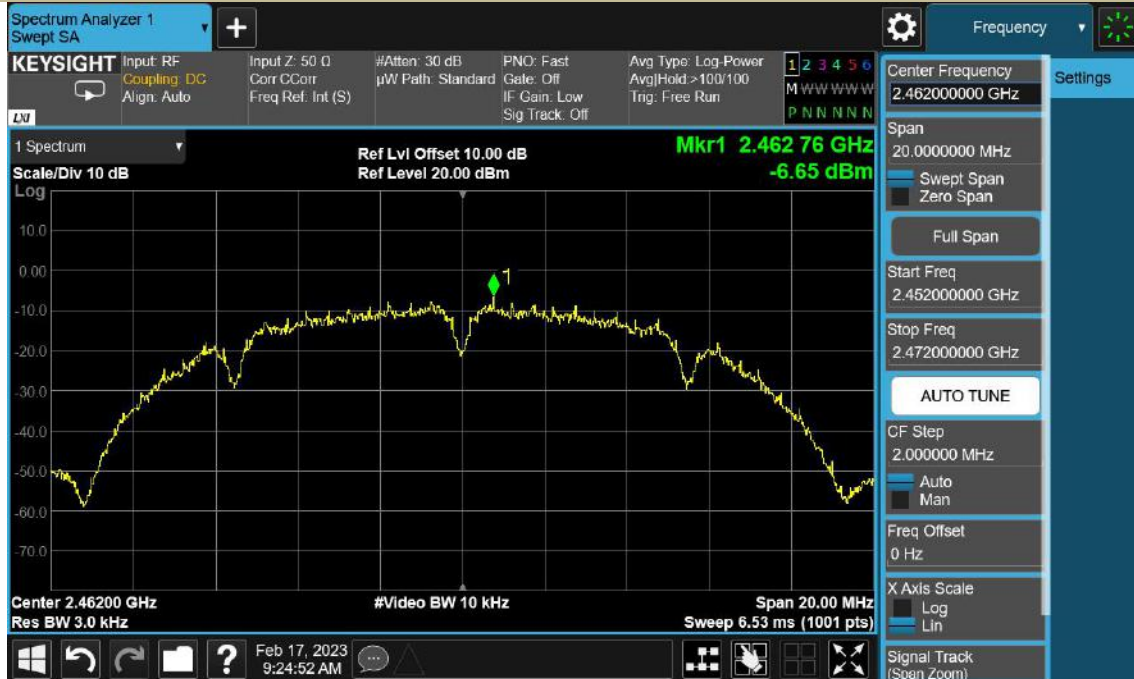 Spectrum Analyzer 1
Swept SA
Frequency
KEYSIGHT
LXI
Input: RF
Coupling: DC
Align: Auto
Input Z: 50 Ω
Corr CCorr
Freq Ref: Int (S)
#Atten: 30 dB
µW Path: Standard
PNO: Fast
Gate: Off
IF Gain: Low
Sig Track: Off
Avg Type: Log-Power
Avg|Hold:>100/100
Trig: Free Run
1 2 3 4 5 6
M W W W W W
P N N N N N
Center Frequency
2.462000000 GHz
Settings
Span
20.0000000 MHz
Swept Span
Zero Span
Full Span
Start Freq
2.452000000 GHz
Stop Freq
2.472000000 GHz
AUTO TUNE
CF Step
2.000000 MHz
Auto
Man
Freq Offset
0 Hz
X Axis Scale
Log
Lin
Signal Track
(Span Zoom)
1 Spectrum
Scale/Div 10 dB
Ref Lvl Offset 10.00 dB
Ref Level 20.00 dBm
Mkr1 2.462 76 GHz
-6.65 dBm
Log
10.0
0.00
-10.0
-20.0
-30.0
-40.0
-50.0
-60.0
-70.0
1
Center 2.46200 GHz
#Video BW 10 kHz
Span 20.00 MHz
Res BW 3.0 kHz
Sweep 6.53 ms (1001 pts)
?
Feb 17, 2023
9:24:52 AM